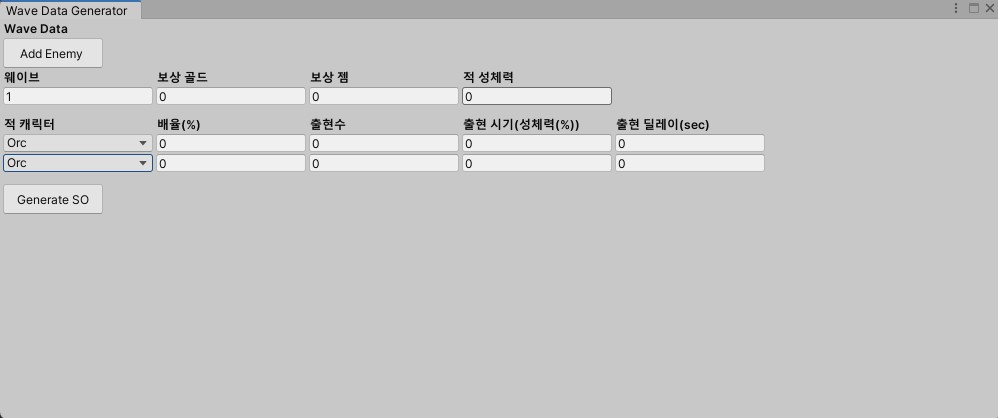 Wave Data Generator
Wave Data
Add Enemy
웨이브 보상 골드 보상 젬 적 성체력
1 0 0 0
적 캐릭터 배율(%) 출현수 출현 시기(성체력(%)) 출현 딜레이(sec)
Orc 0 0 0 0
Orc 0 0 0 0
Generate SO